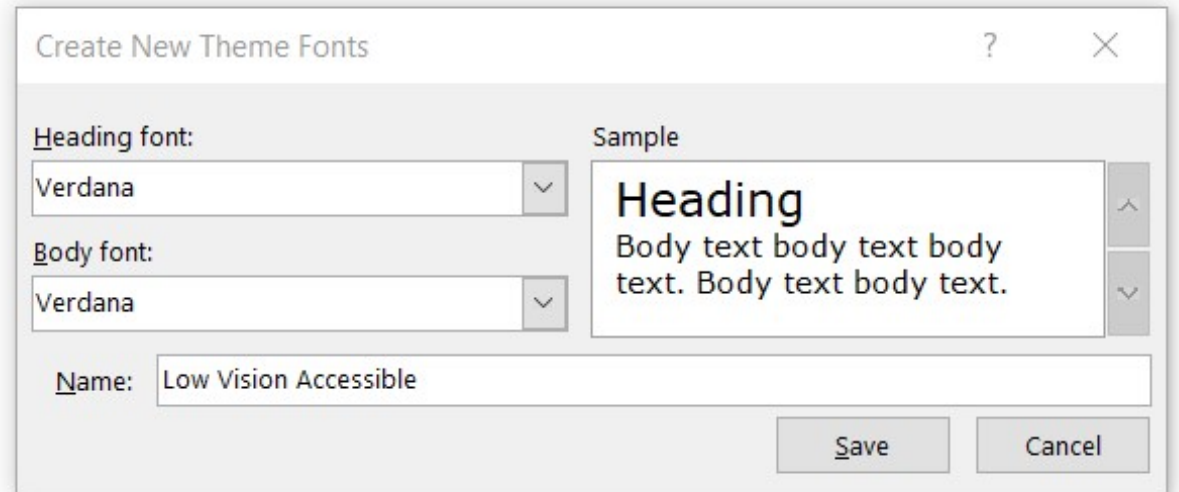 Create New Theme Fonts
?
Heading font:
Verdana
Body font:
Verdana
Sample
Heading
Body text body text body
text. Body text body text.
Name: Low Vision Accessible
Save Cancel